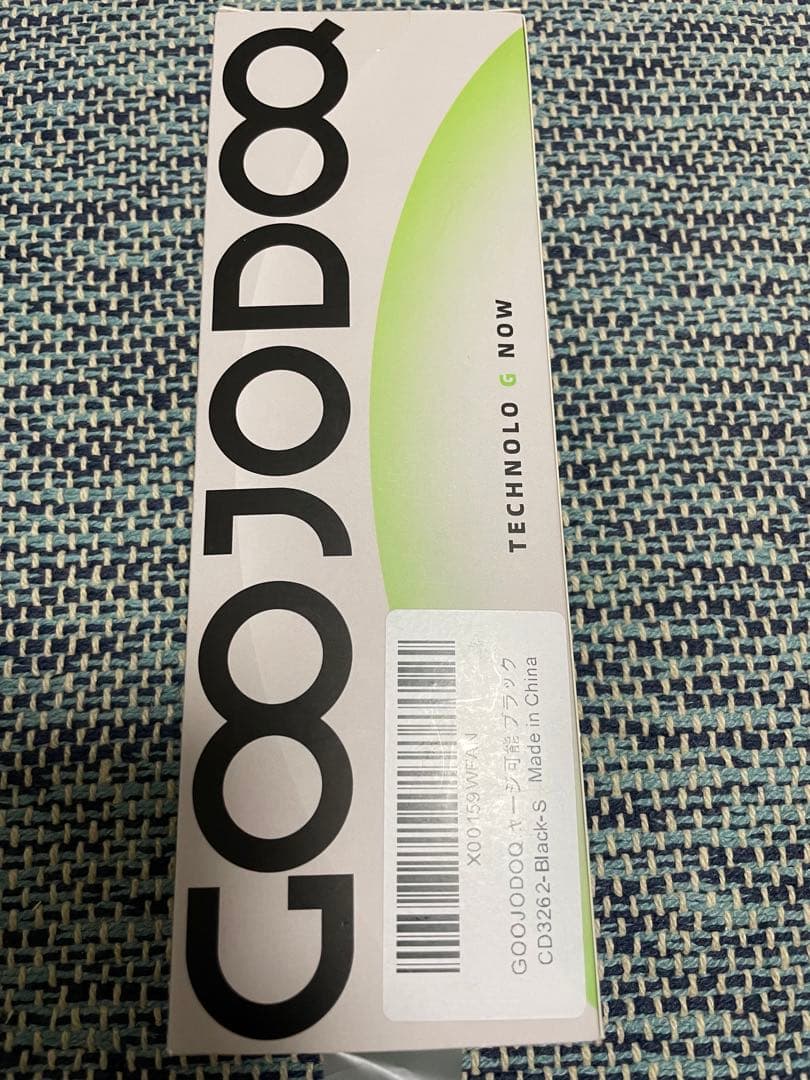 GOOJODOQ
TECHNOLO G NOW
X00159WFAN
GOOJODOQ ャージ可能 ブラック
CD3262-Black-S Made in China